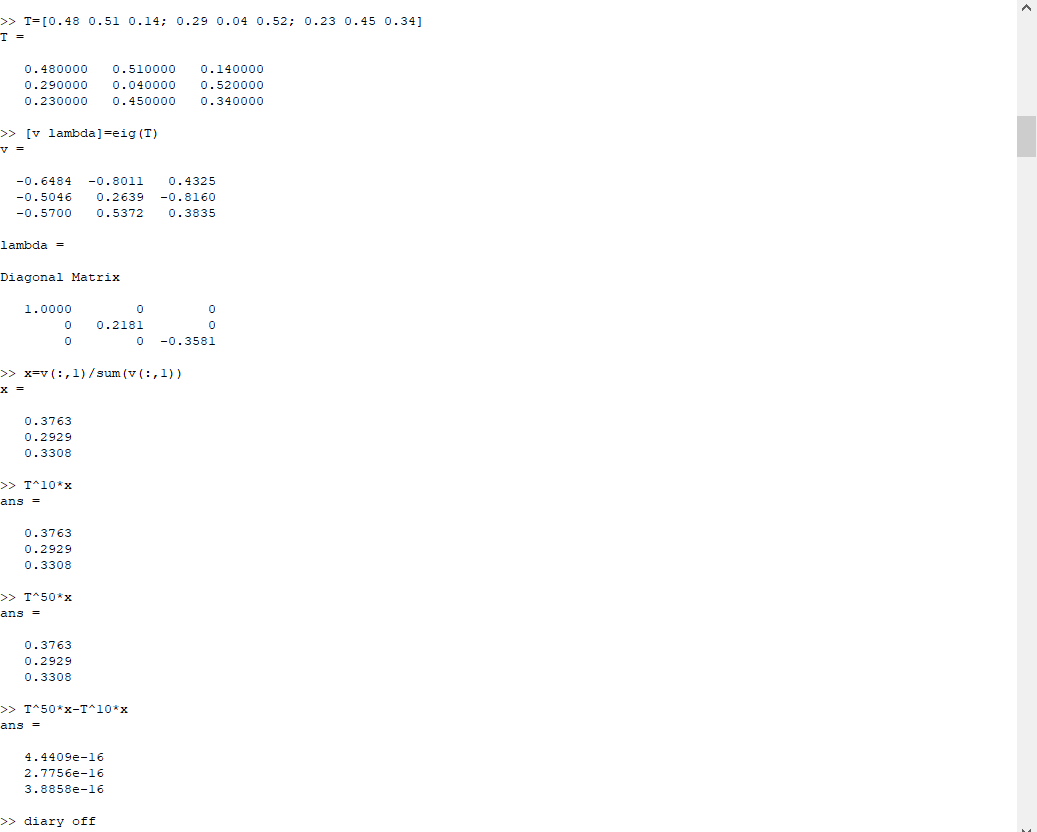 >> T=[0.48 0.51 0.14; 0.29 0.04 0.52; 0.23 0.45 0.34]
T =
0.480000 0.510000 0.140000
0.290000 0.040000 0.520000
0.230000 0.450000 0.340000
>> [v lambda]=eig(T)
v =
-0.6484 -0.8011 0.4325
-0.5046 0.2639 -0.8160
-0.5700 0.5372 0.3835
lambda =
Diagonal Matrix
1.0000 0 0
0 0.2181 0
0 0 -0.3581
>> x=v(:,1)/sum(v(:,1))
x =
0.3763
0.2929
0.3308
>> T^10*x
ans =
0.3763
0.2929
0.3308
>> T^50*x
ans =
0.3763
0.2929
0.3308
>> T^50*x-T^10*x
ans =
4.4409e-16
2.7756e-16
3.8858e-16
>> diary off